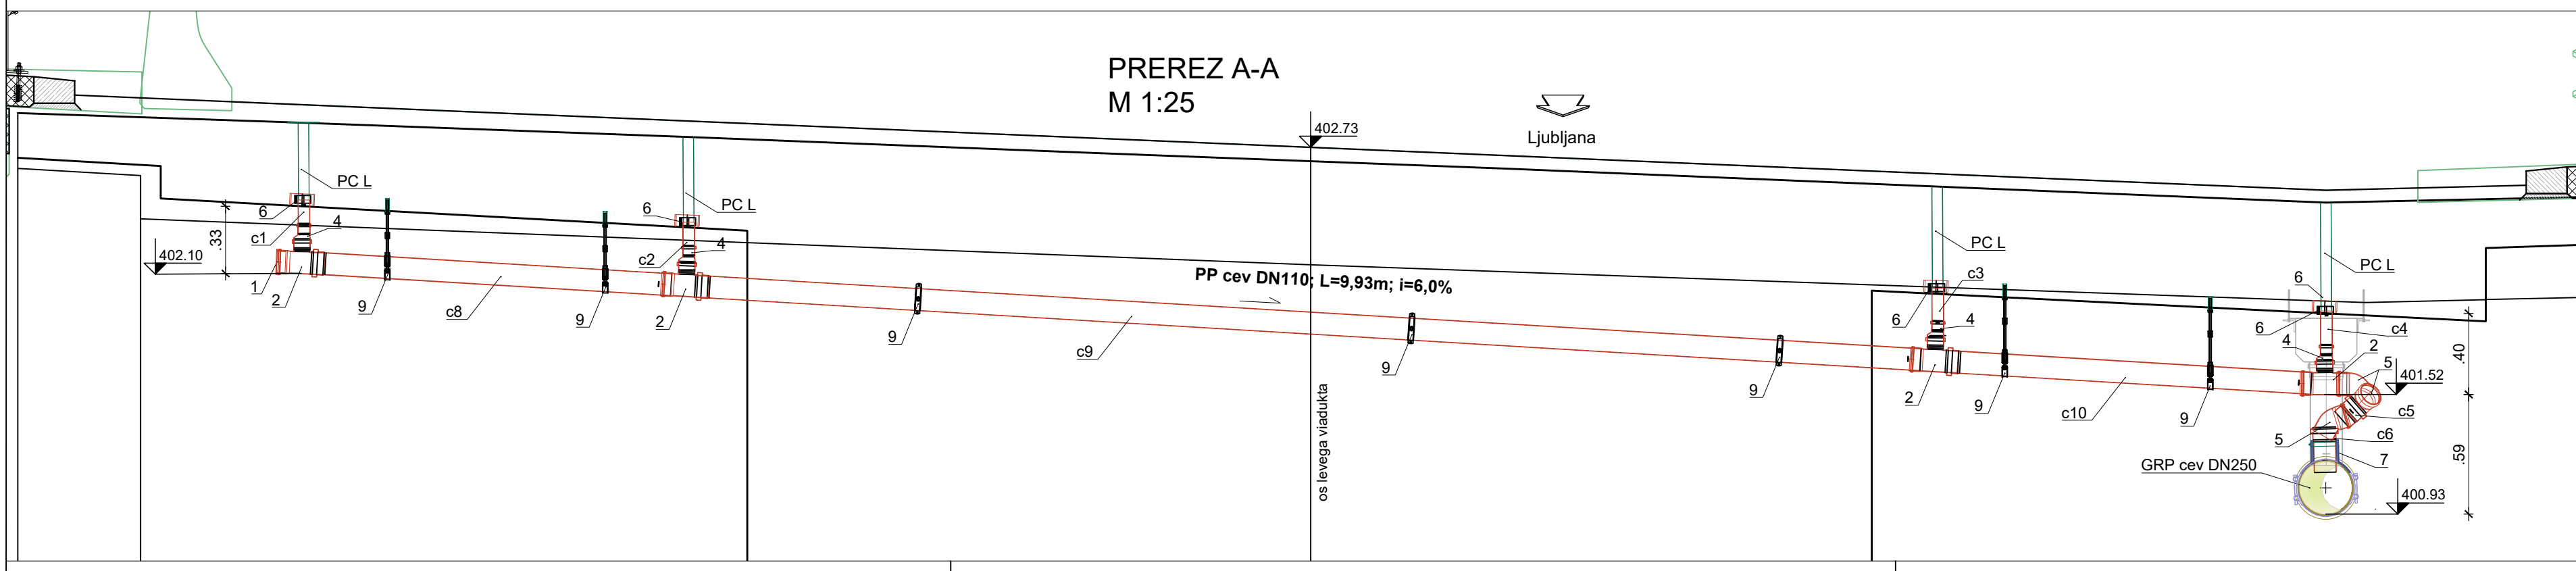 PREREZ A-A
M 1:25
402.73
Ljubljana
PC L
PC L
PC L
PC L
6
c1
4
.33
402.10
1
2
9
c8
9
6
c2
4
2
PP cev DN110; L=9,93m; i=6,0%
9
c9
9
9
os levega viadukta
6
c3
4
2
9
c10
9
6
6
c4
4
2
5
401.52
.40
c5
5
c6
7
.59
GRP cev DN250
400.93